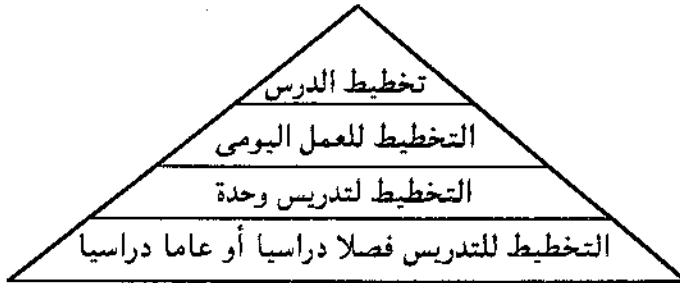 تخطيط الدرس
التخطيط للعمل اليومى
التخطيط لتدريس وحدة
التخطيط للتدريس فصلا دراسيا أو عاما دراسيا